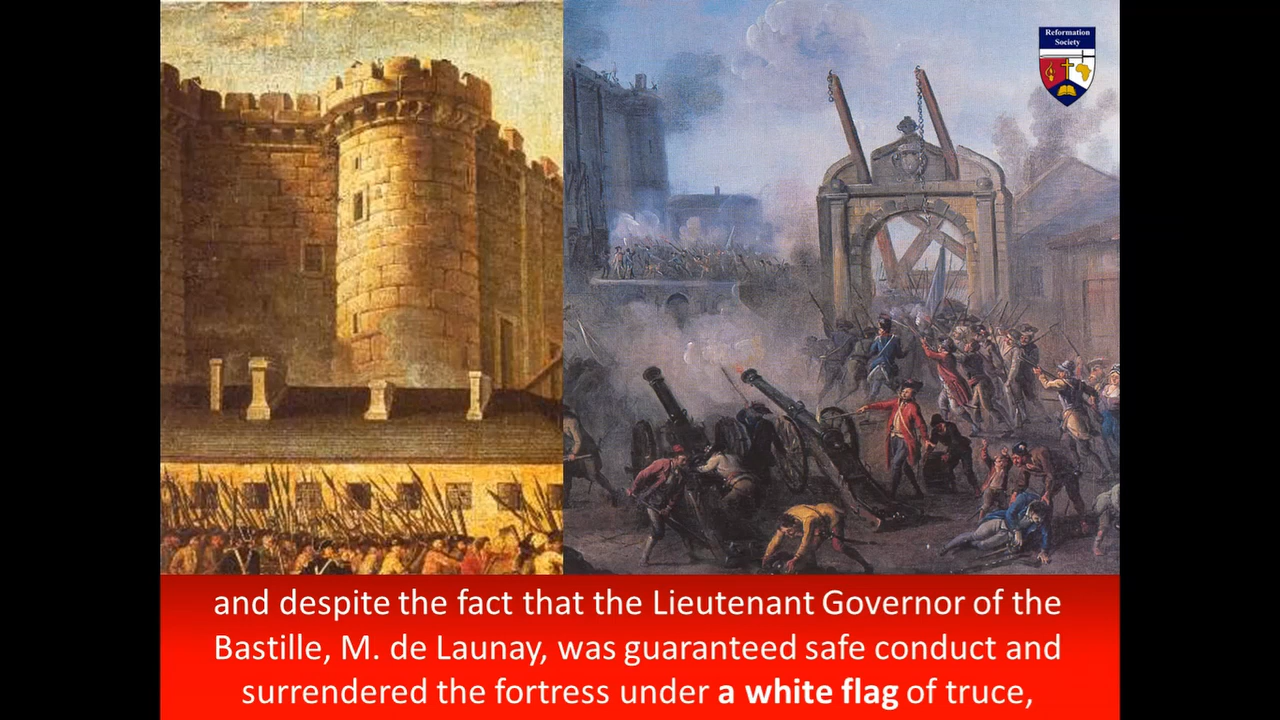 Reformation
Society
and despite the fact that the Lieutenant Governor of the
Bastille, M. de Launay, was guaranteed safe conduct and
surrendered the fortress under a white flag of truce,